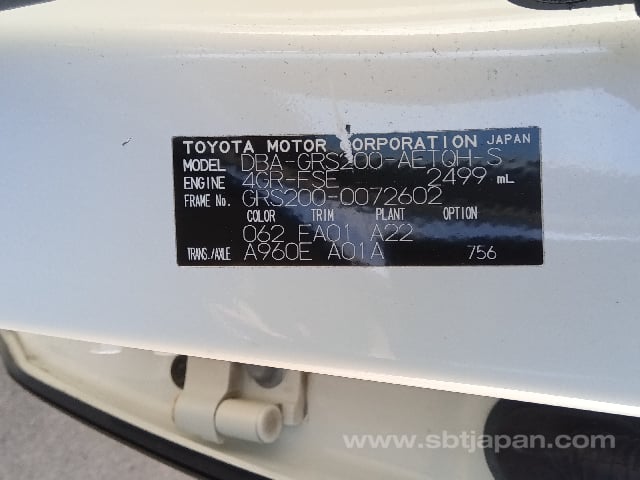 TOYOTA MOTOR CORPORATION JAPAN
MODEL DBA-GRS200-AETQH-S
ENGINE 4GR-FSE 2499 mL
FRAME No. GRS200-0072602
COLOR TRIM PLANT OPTION
062 FA01 A22
TRANS./AXLE A960E A01A 756
www.sbtjapan.com